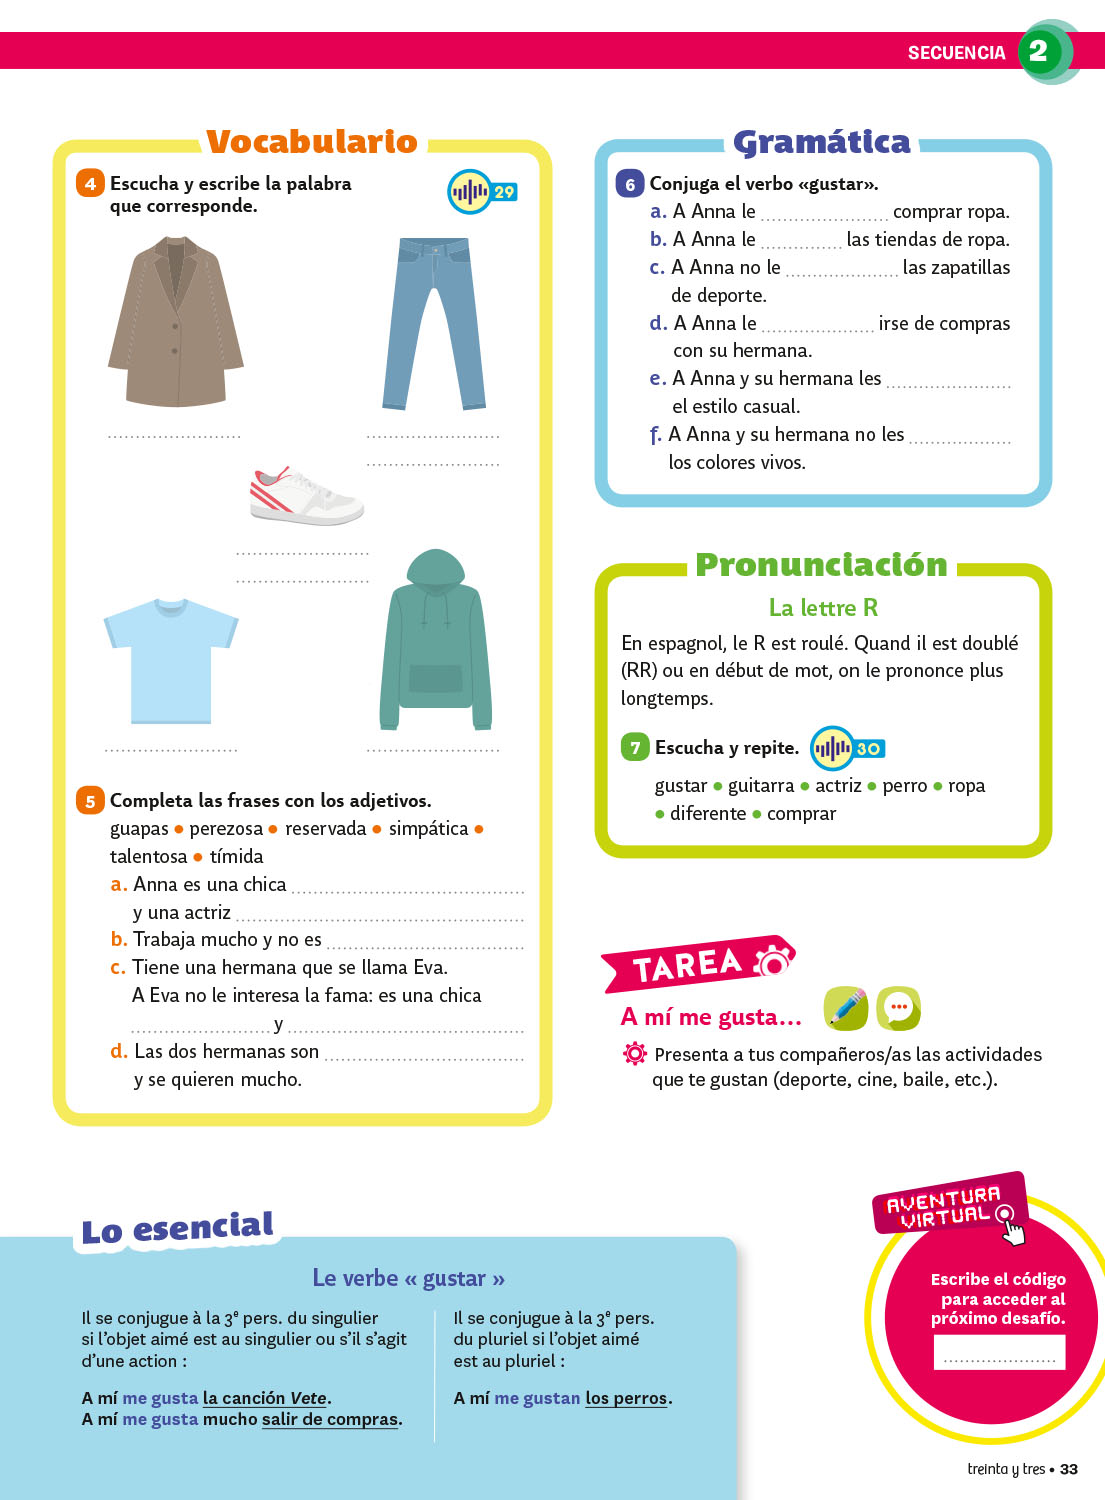 SECUENCIA 2
Vocabulario
4 Escucha y escribe la palabra
que corresponde.
29
........................
........................
........................
........................
........................
........................
........................
5 Completa las frases con los adjetivos.
guapas • perezosa • reservada • simpática •
talentosa • tímida
a. Anna es una chica ........................
y una actriz ........................
b. Trabaja mucho y no es ........................
c. Tiene una hermana que se llama Eva.
A Eva no le interesa la fama: es una chica
........................ y ........................
d. Las dos hermanas son ........................
y se quieren mucho.
Gramática
6 Conjuga el verbo «gustar».
a. A Anna le ........................ comprar ropa.
b. A Anna le ............... las tiendas de ropa.
c. A Anna no le ..................... las zapatillas
de deporte.
d. A Anna le ..................... irse de compras
con su hermana.
e. A Anna y su hermana les .......................
el estilo casual.
f. A Anna y su hermana no les ...................
los colores vivos.
Pronunciación
La lettre R
En espagnol, le R est roulé. Quand il est doublé
(RR) ou en début de mot, on le prononce plus
longtemps.
7 Escucha y repite. 30
gustar • guitarra • actriz • perro • ropa
• diferente • comprar
TAREA
A mí me gusta...
Presenta a tus compañeros/as las actividades
que te gustan (deporte, cine, baile, etc.).
Lo esencial
Le verbe « gustar »
Il se conjugue à la 3e pers. du singulier
si l’objet aimé est au singulier ou s’il s’agit
d’une action :
A mí me gusta la canción Vete.
A mí me gusta mucho salir de compras.
Il se conjugue à la 3e pers.
du pluriel si l’objet aimé
est au pluriel :
A mí me gustan los perros.
AVENTURA
VIRTUAL
Escribe el código
para acceder al
próximo desafío.
.....................
treinta y tres • 33